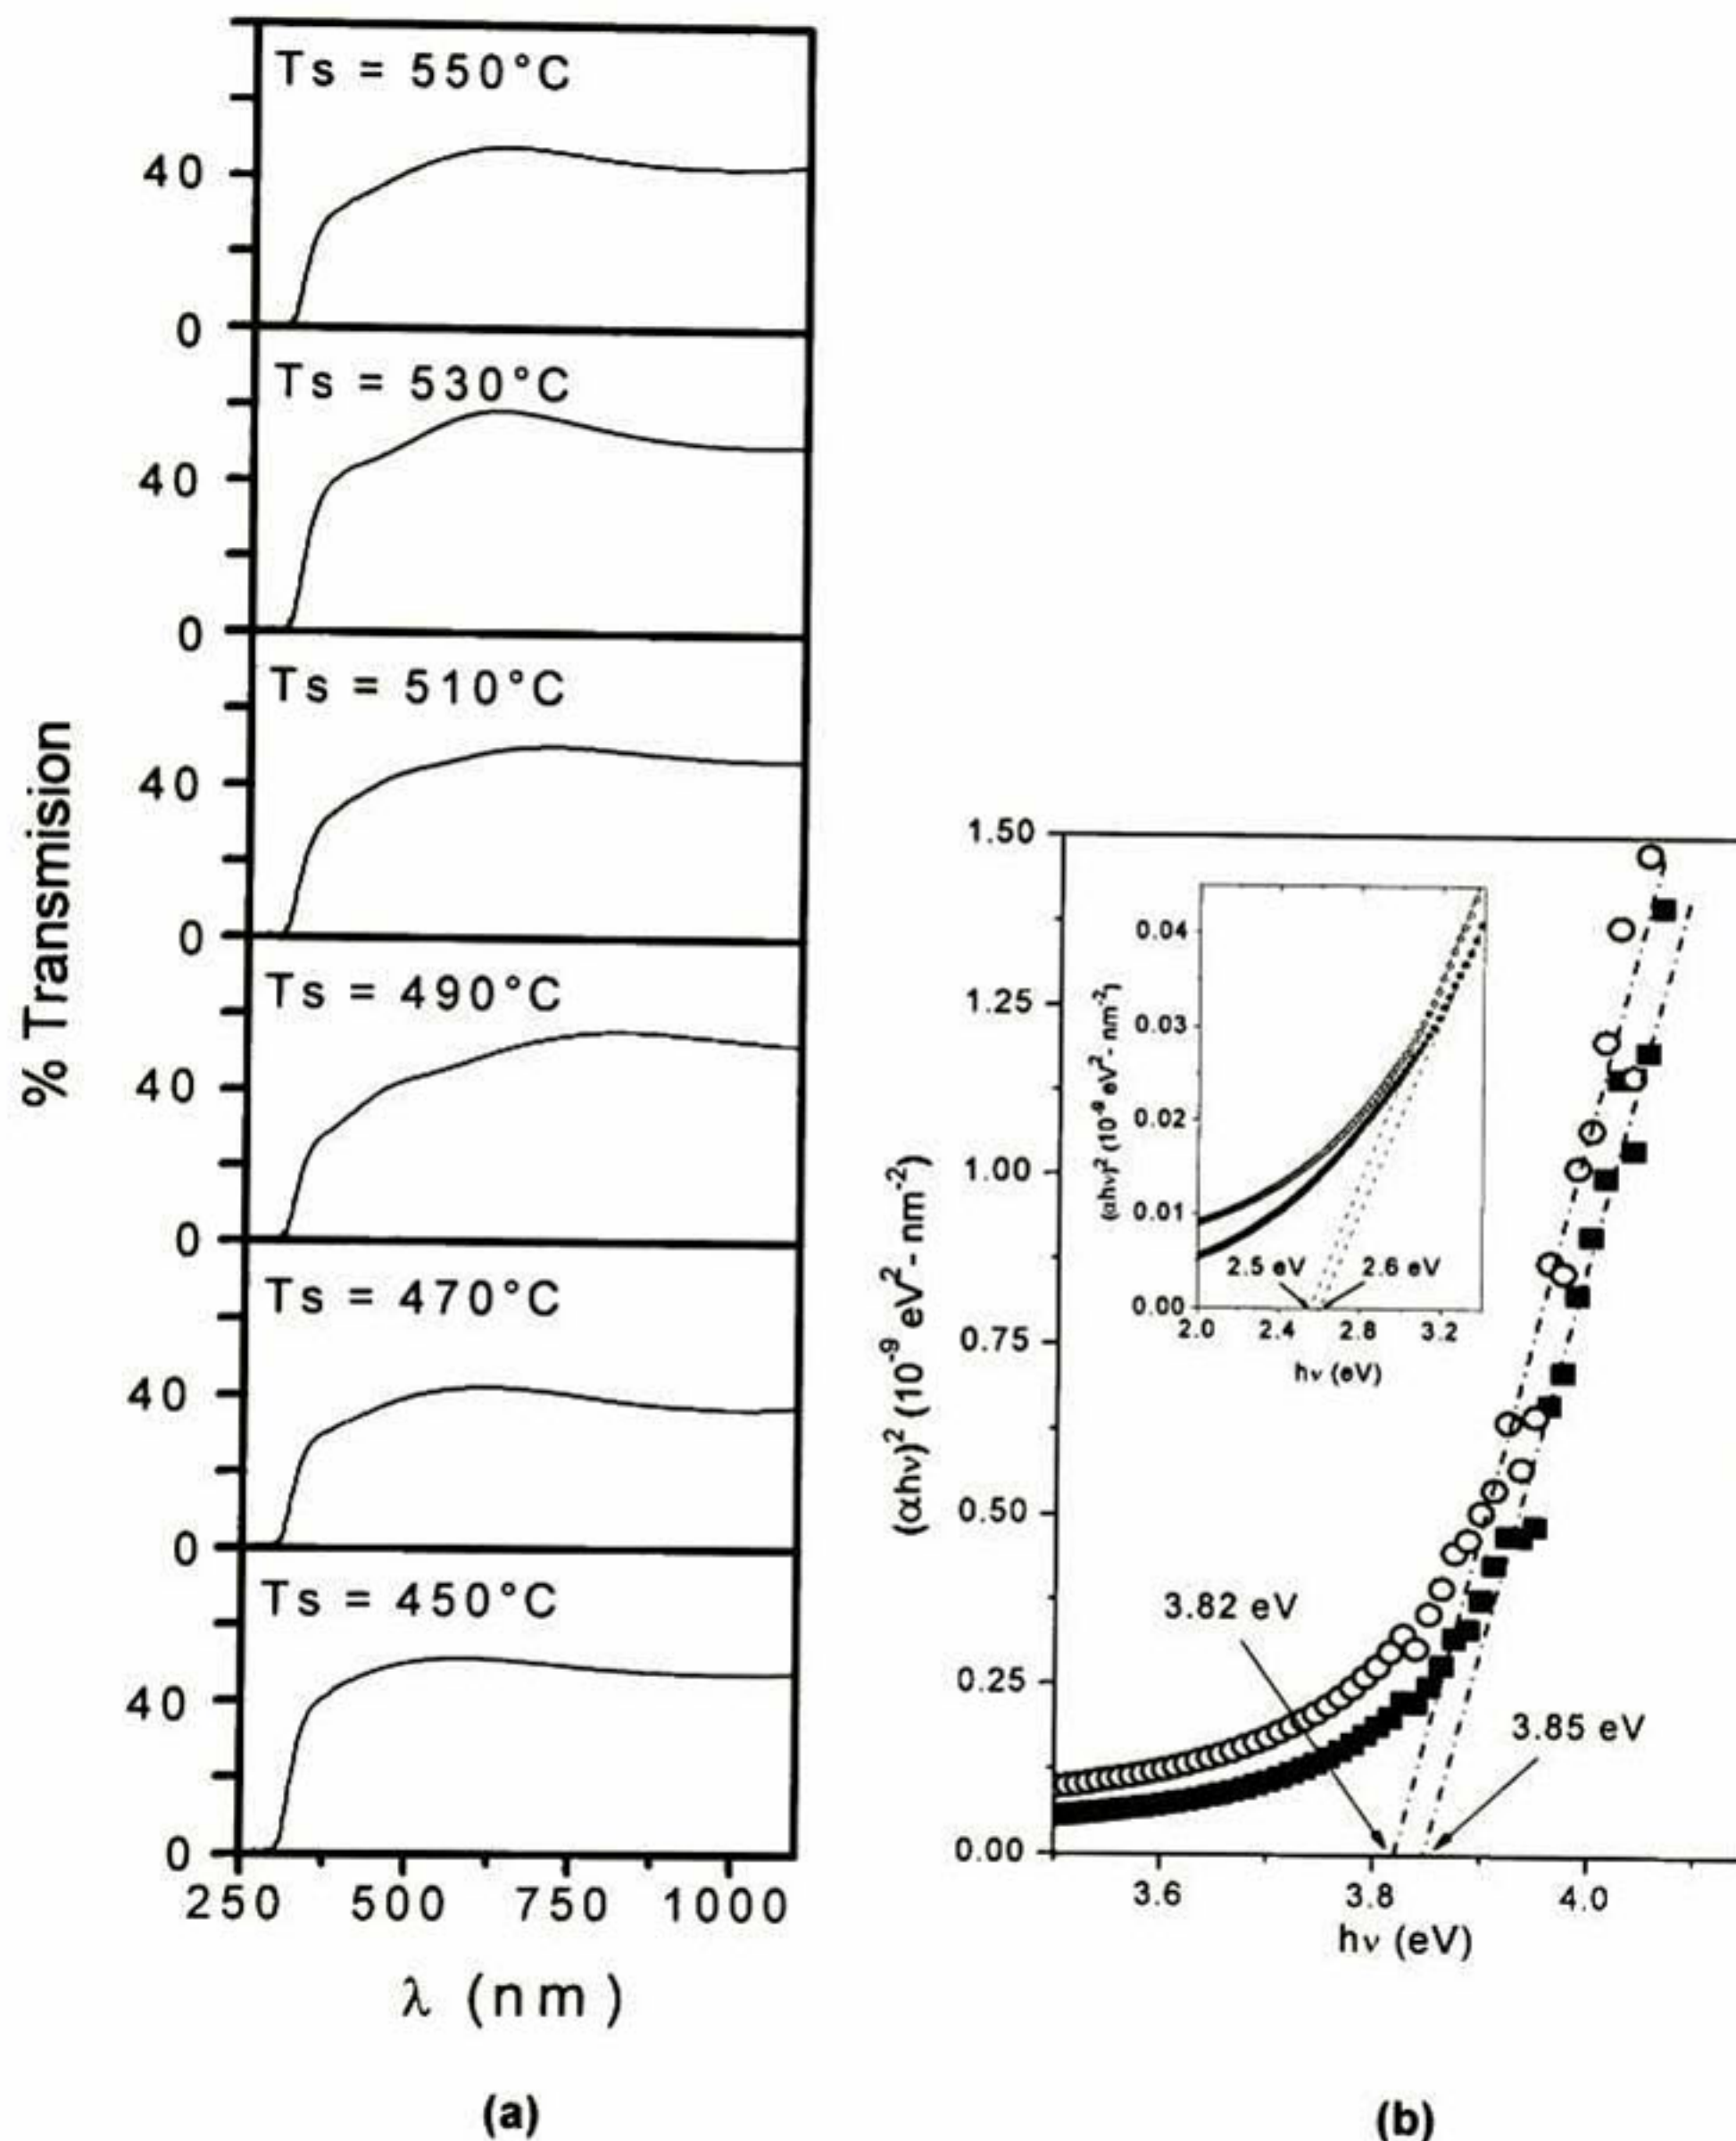 % Transmision
Ts = 550°C
40
0
Ts = 530°C
40
0
Ts = 510°C
40
0
Ts = 490°C
40
0
Ts = 470°C
40
0
Ts = 450°C
40
0
250 500 750 1000
λ (nm)
(a)
(αhν)² (10⁻⁹ eV² - nm⁻²)
1.50
1.25
1.00
0.75
0.50
0.25
0.00
(αhν)² (10⁻⁹ eV² - nm⁻²)
0.04
0.03
0.02
0.01
0.00
2.5 eV 2.6 eV
2.0 2.4 2.8 3.2
hν (eV)
3.82 eV
3.85 eV
3.6 3.8 4.0
hν (eV)
(b)